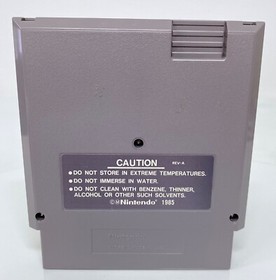 CAUTION REV-A
●DO NOT STORE IN EXTREME TEMPERATURES.
●DO NOT IMMERSE IN WATER.
●DO NOT CLEAN WITH BENZENE, THINNER,
ALCOHOL OR OTHER SUCH SOLVENTS.
Nintendo 1985